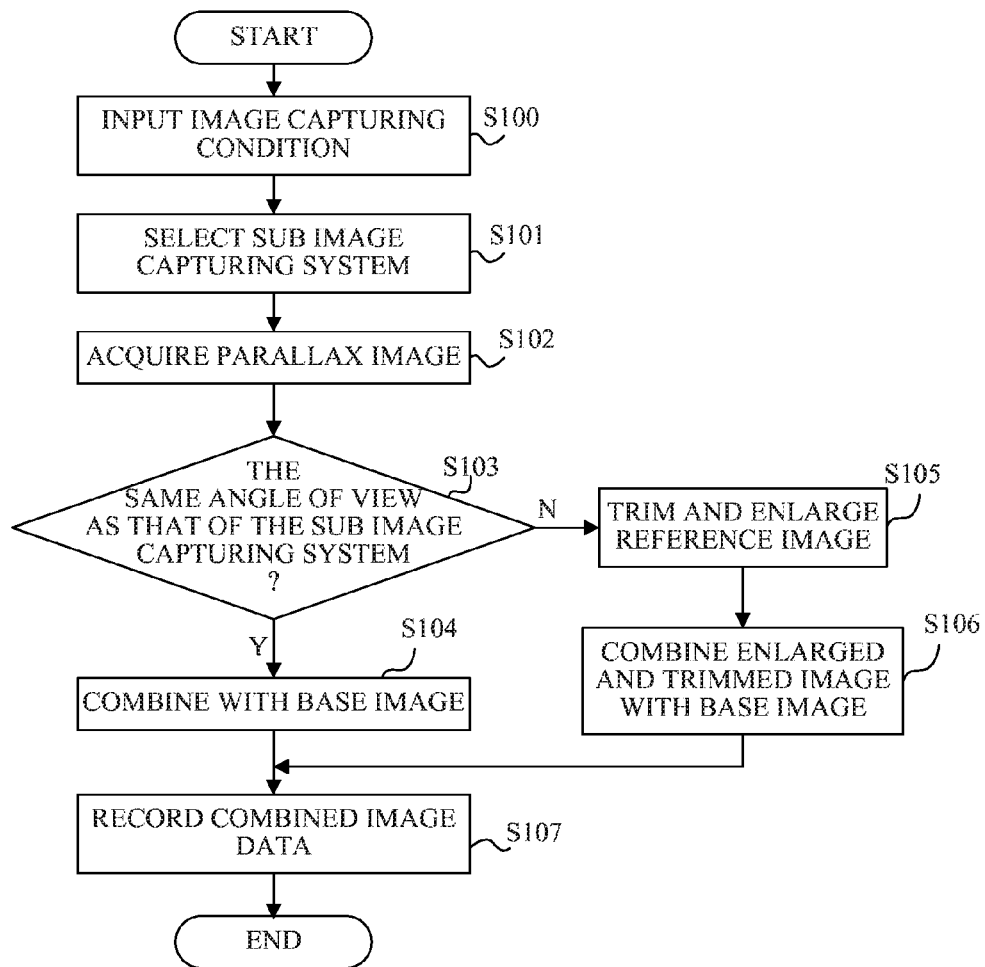 START
INPUT IMAGE CAPTURING
CONDITION
S100
SELECT SUB IMAGE
CAPTURING SYSTEM
S101
ACQUIRE PARALLAX IMAGE
S102
THE
SAME ANGLE OF VIEW
AS THAT OF THE SUB IMAGE
CAPTURING SYSTEM
?
S103
N
TRIM AND ENLARGE
REFERENCE IMAGE
S105
Y
COMBINE WITH BASE IMAGE
S104
COMBINE ENLARGED
AND TRIMMED IMAGE
WITH BASE IMAGE
S106
RECORD COMBINED IMAGE
DATA
S107
END